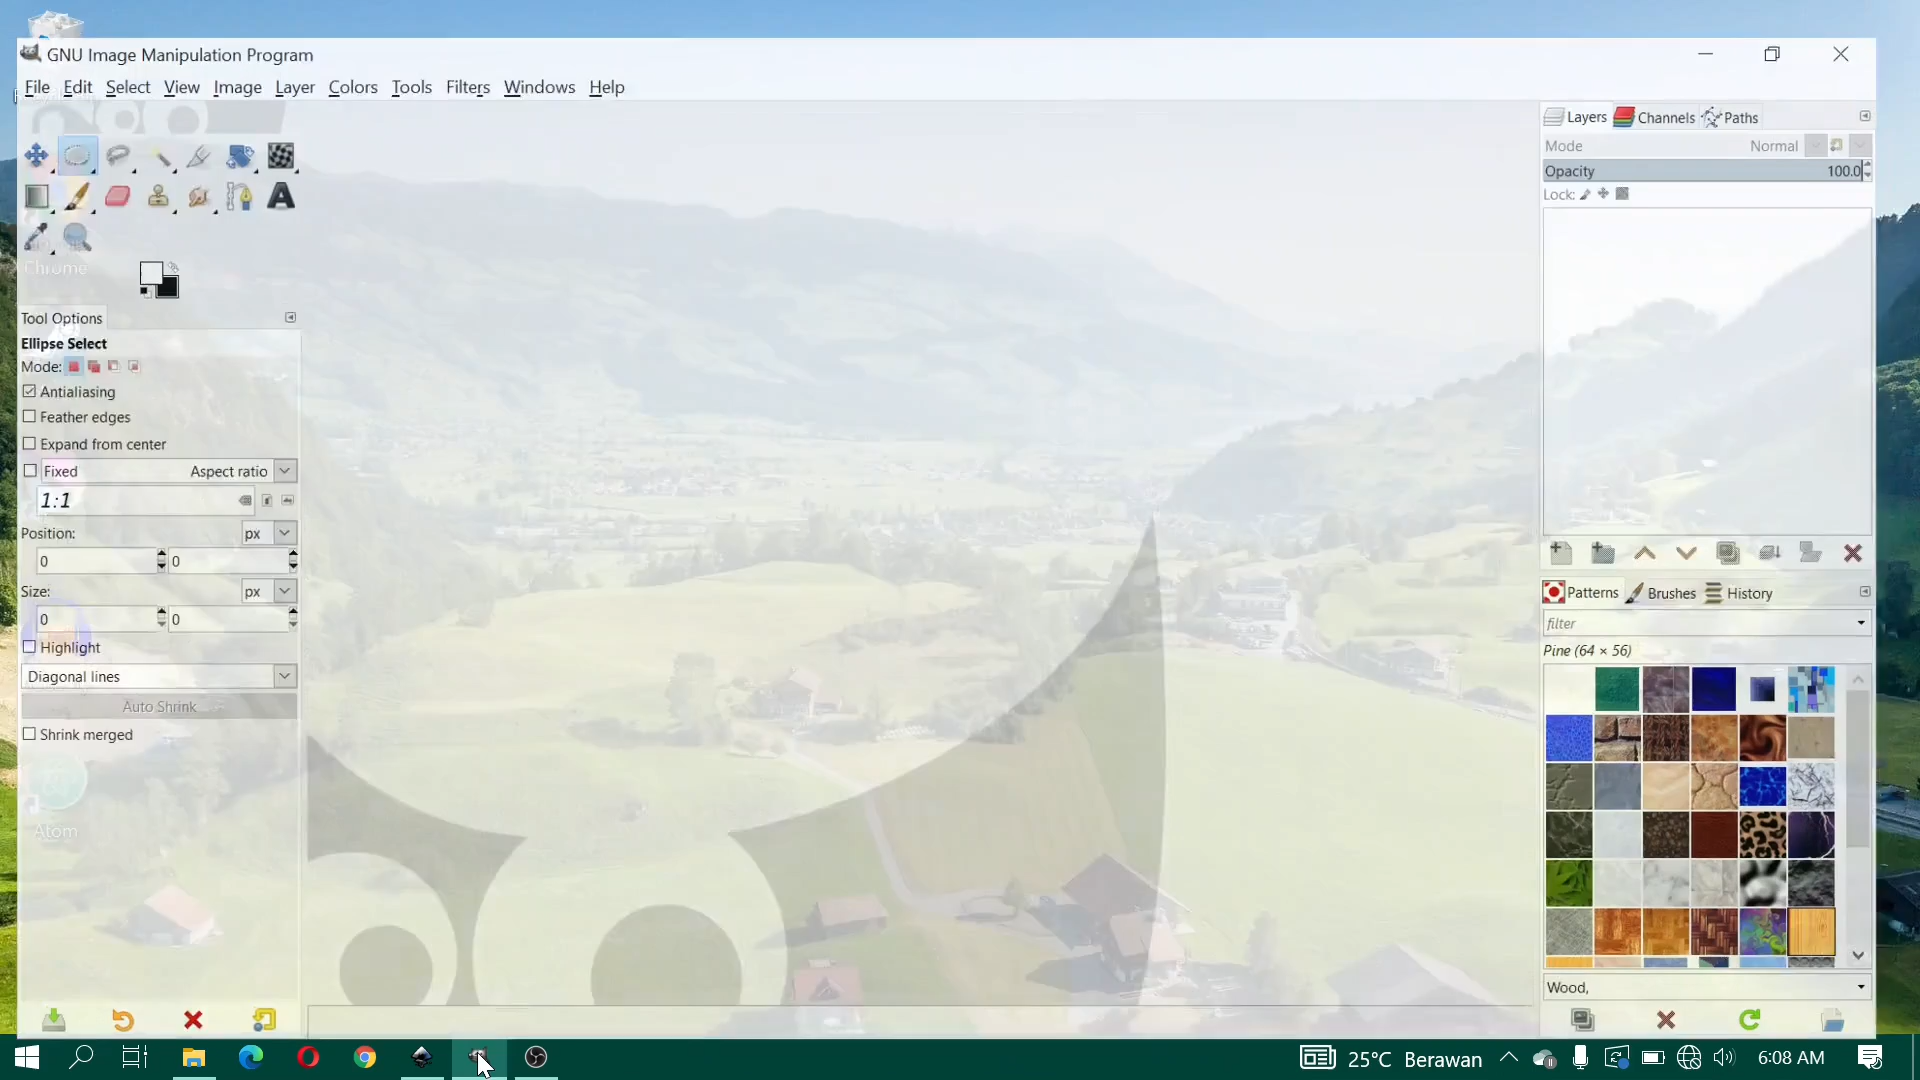 GNU Image Manipulation Program
File Edit Select View Image Layer Colors Tools Filters Windows Help
Layers Channels Paths
Mode Normal
Opacity 100.0
Lock:
Chrome
Tool Options
Ellipse Select
Mode:
Antialiasing
Feather edges
Expand from center
Fixed Aspect ratio
1:1
Position: px
0 0
Size: px
0 0
Highlight
Diagonal lines
Auto Shrink
Shrink merged
Atom
Patterns Brushes History
filter
Pine (64 × 56)
Wood,
25°C Berawan 6:08 AM